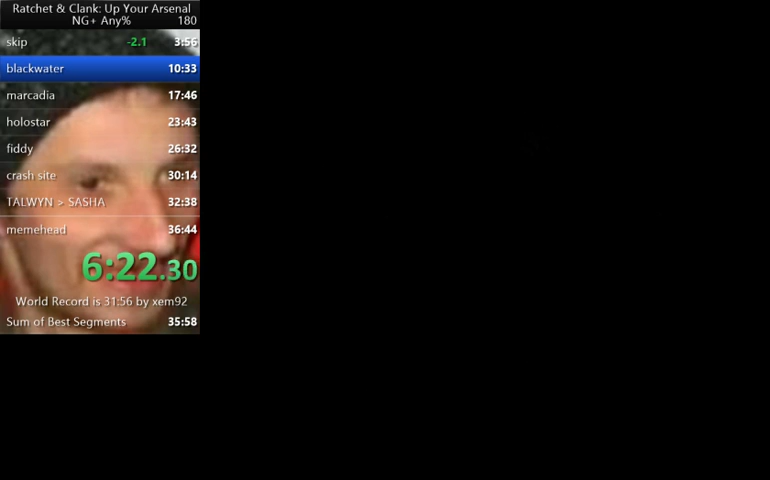 Ratchet & Clank: Up Your Arsenal
NG+ Any% 180
skip -2.1 3:56
blackwater 10:33
marcadia 17:46
holostar 23:43
fiddy 26:32
crash site 30:14
TALWYN > SASHA 32:38
memehead 36:44
6:22.30
World Record is 31:56 by xem92
Sum of Best Segments 35:58